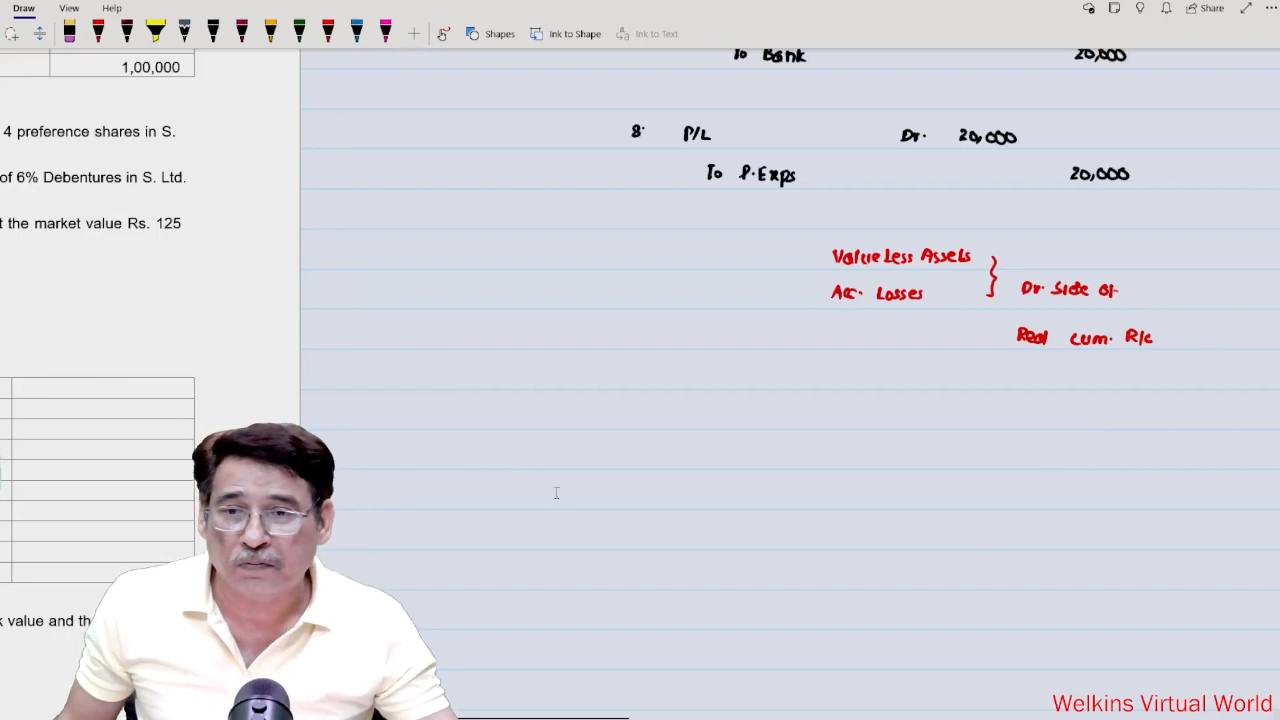 Draw View Help Share
Shapes Ink to Shape Ink to Text
1,00,000
4 preference shares in S.
of 6% Debentures in S. Ltd.
t the market value Rs. 125
k value and th
To Bank 20,000
8. P/L Dr. 20,000
To P.Exps 20,000
Value Less Assets
Acc. Losses
Dr. Side of
Real cum. R/c
Welkins Virtual World